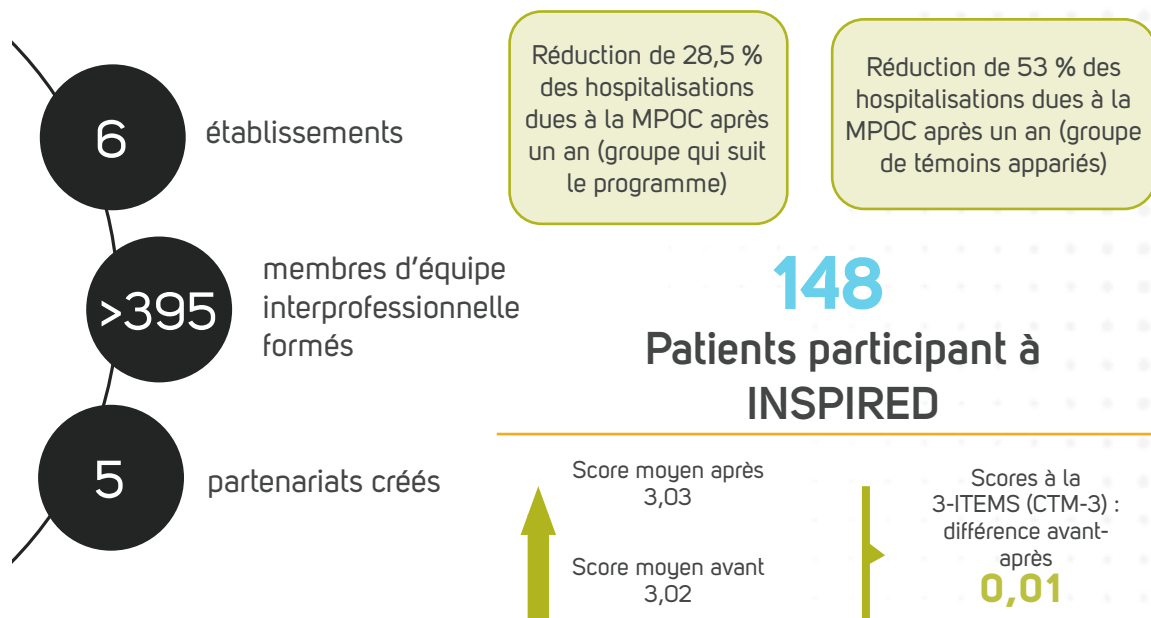 6
établissements
>395
membres d'équipe
interprofessionnelle
formés
5
partenariats créés
Réduction de 28,5 %
des hospitalisations
dues à la MPOC après
un an (groupe qui suit
le programme)
Réduction de 53 % des
hospitalisations dues à la
MPOC après un an (groupe
de témoins appariés)
148
Patients participant à
INSPIRED
Score moyen après
3,03
Score moyen avant
3,02
Scores à la
3-ITEMS (CTM-3) :
différence avant-
après
0,01